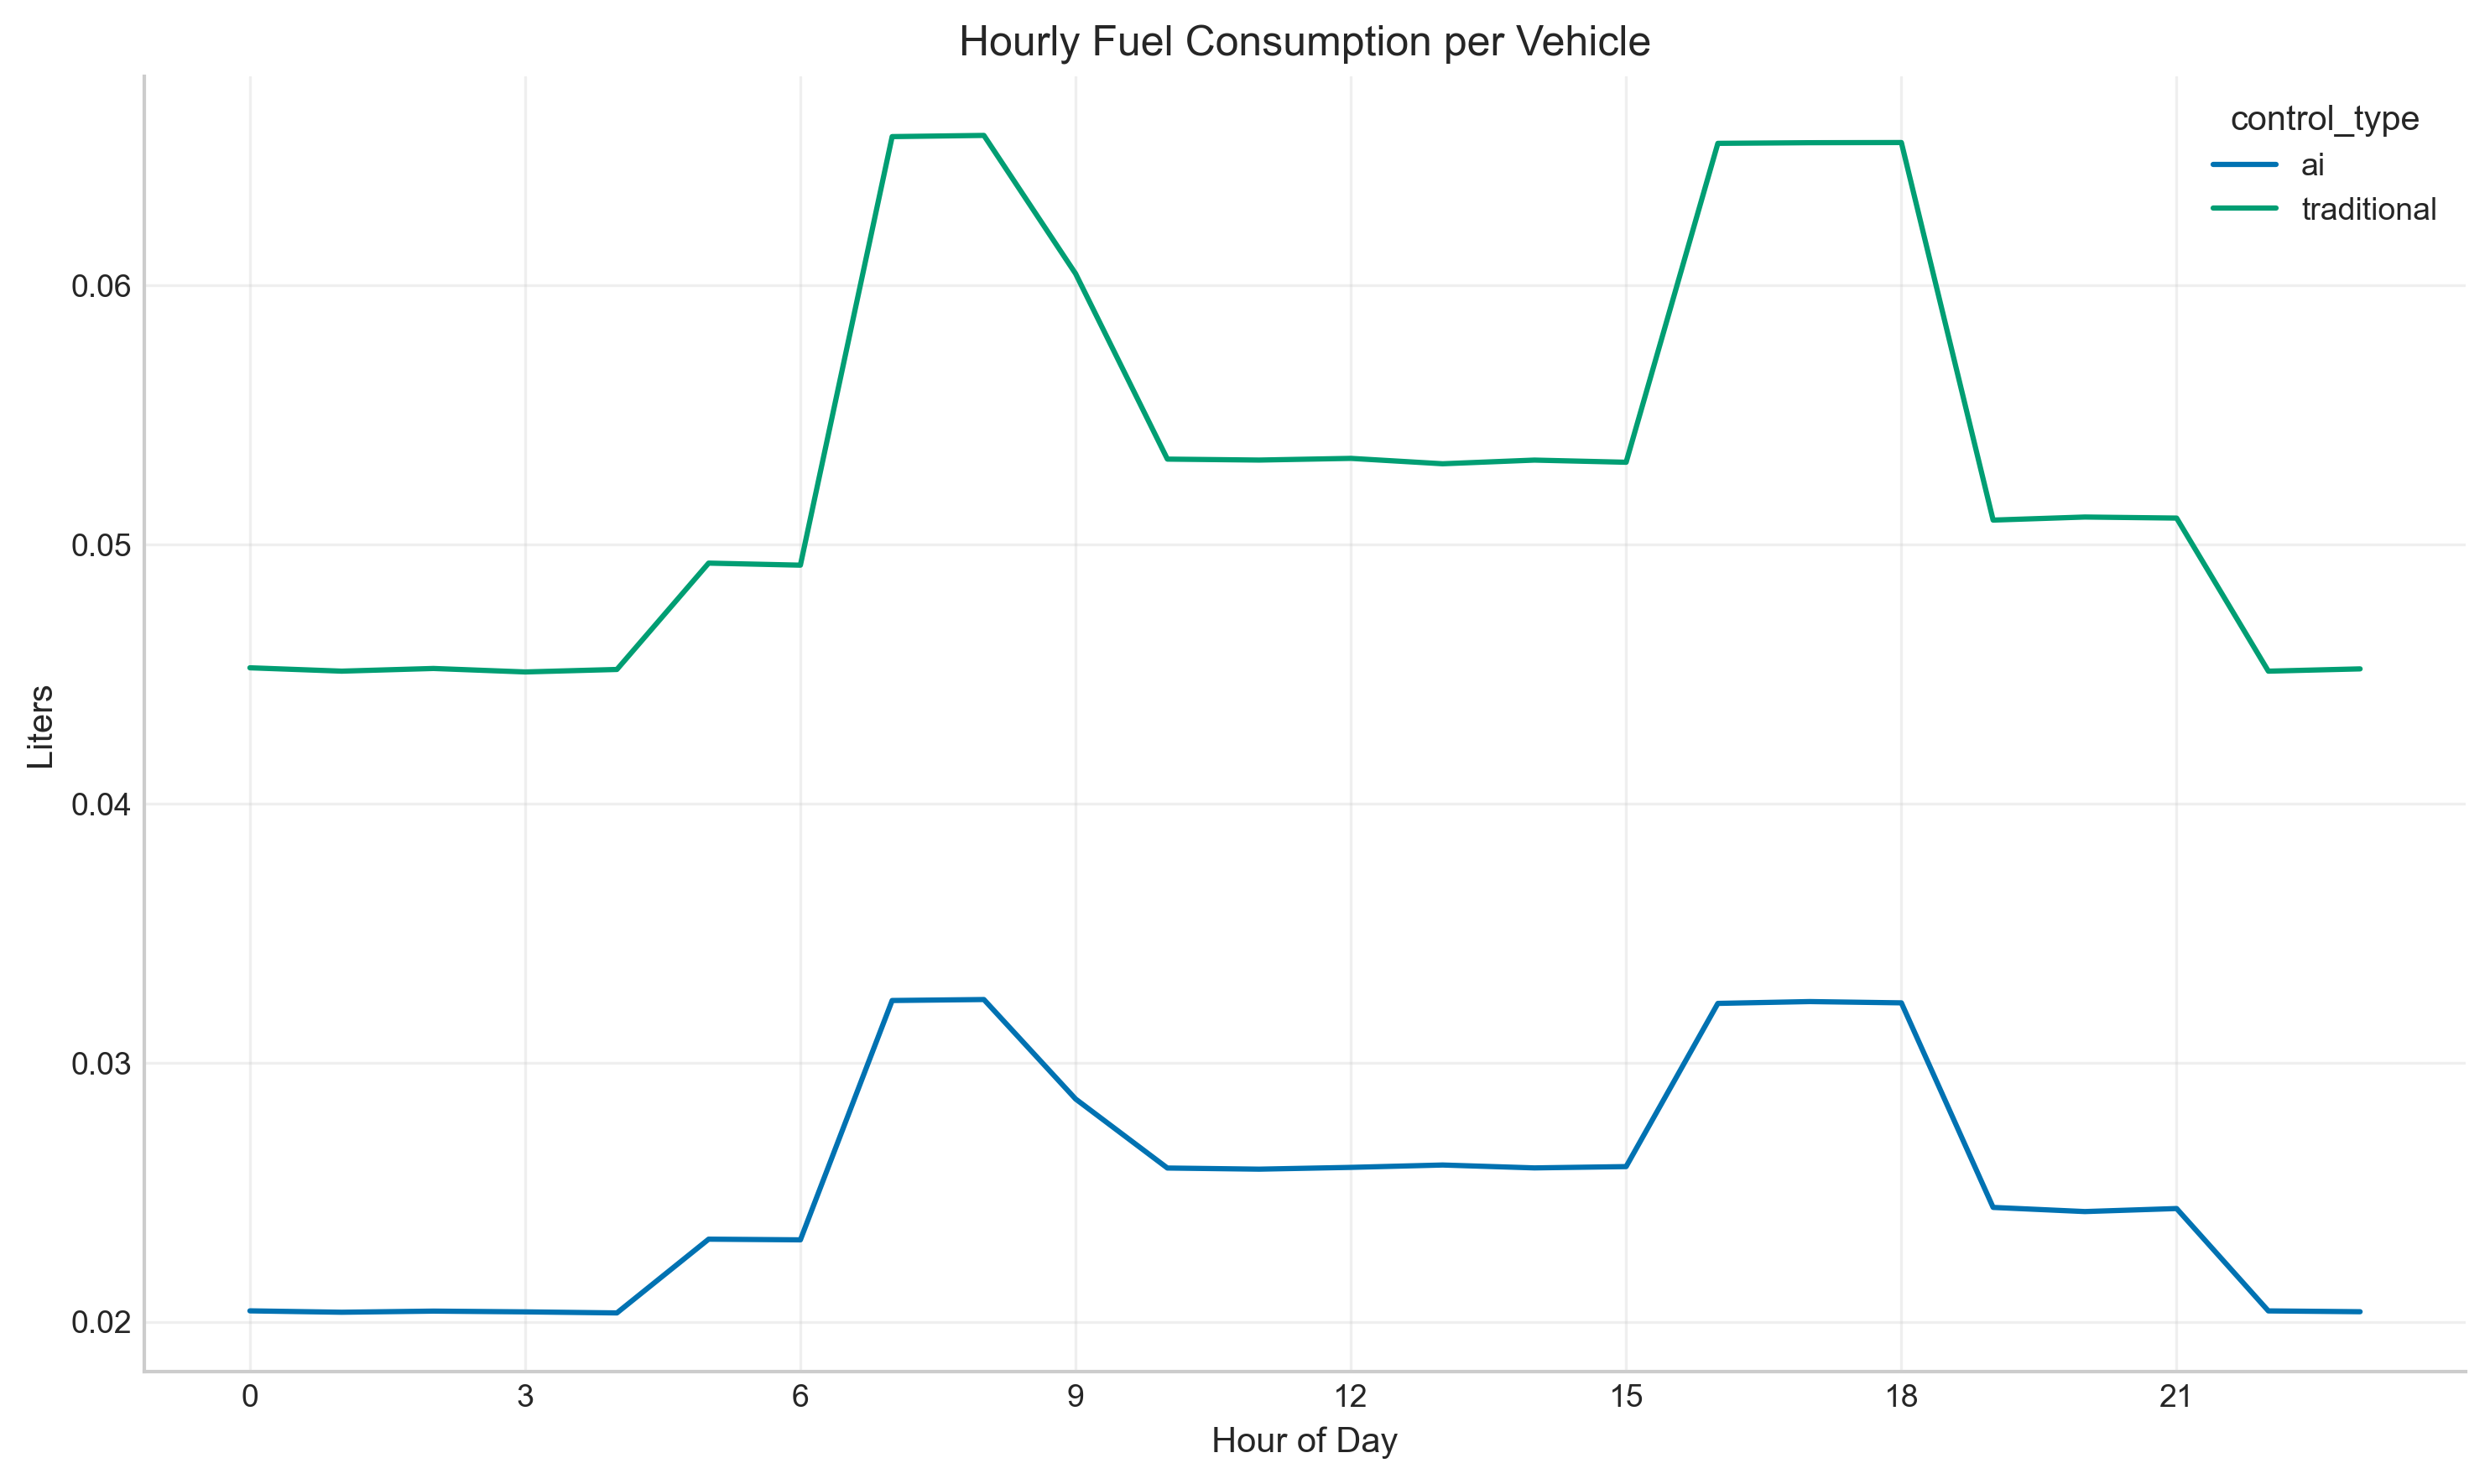 Hourly Fuel Consumption per Vehicle
control_type
ai
traditional
0.06
0.05
0.04
0.03
0.02
Liters
0 3 6 9 12 15 18 21
Hour of Day